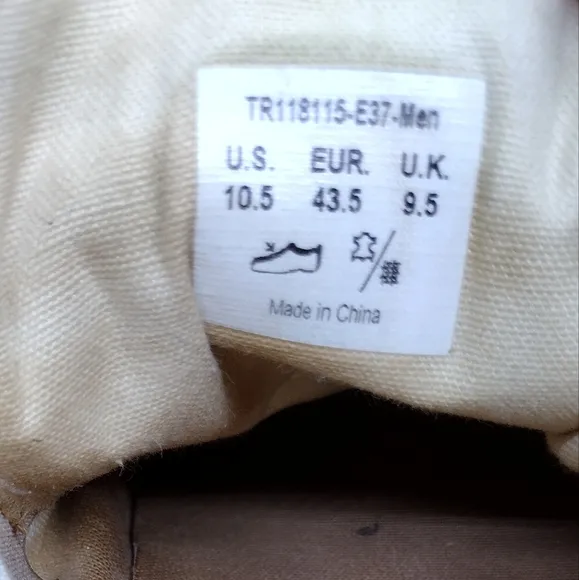 TR118115-E37-Men
U.S. EUR. U.K.
10.5 43.5 9.5
Made in China